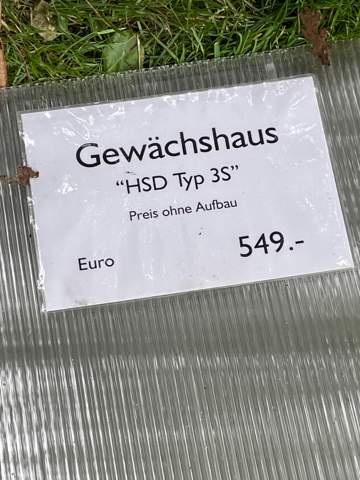 Gewächshaus
“HSD Typ 3S”
Preis ohne Aufbau
Euro 549.-